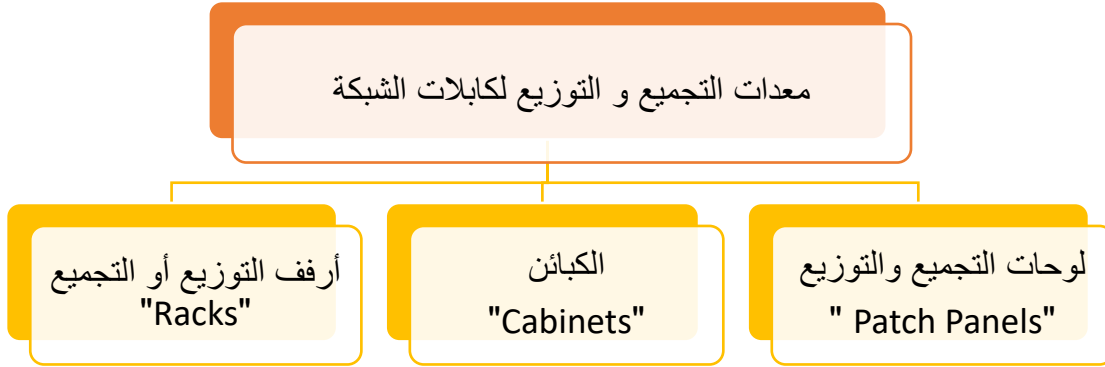 معدات التجميع و التوزيع لكابلات الشبكة
لوحات التجميع والتوزيع
" Patch Panels"
الكبائن
"Cabinets"
أرفف التوزيع أو التجميع
"Racks"